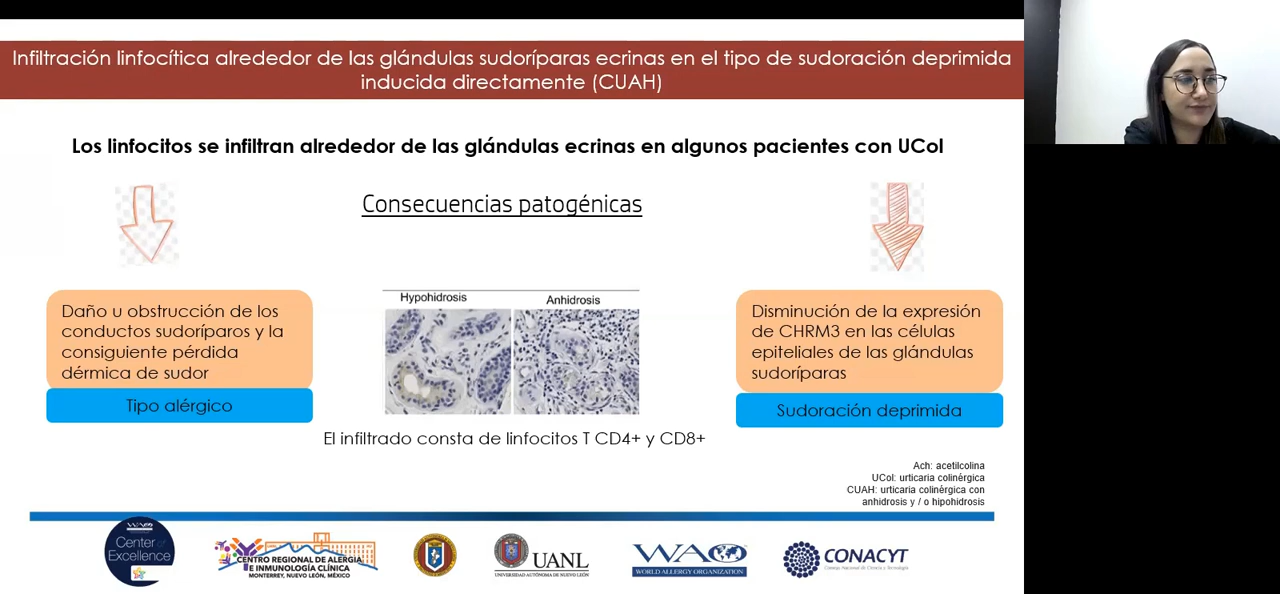 Infiltración linfocítica alrededor de las glándulas sudoríparas ecrinas en el tipo de sudoración deprimida
inducida directamente (CUAH)
Los linfocitos se infiltran alrededor de las glándulas ecrinas en algunos pacientes con UCol
Consecuencias patogénicas
Daño u obstrucción de los
conductos sudoríparos y la
consiguiente pérdida
dérmica de sudor
Tipo alérgico
Hypohidrosis
Anhidrosis
El infiltrado consta de linfocitos T CD4+ y CD8+
Disminución de la expresión
de CHRM3 en las células
epiteliales de las glándulas
sudoríparas
Sudoración deprimida
Ach: acetilcolina
UCol: urticaria colinérgica
CUAH: urticaria colinérgica con
anhidrosis y / o hipohidrosis
WAO
Center of
Excellence
CENTRO REGIONAL DE ALERGIA
E INMUNOLOGÍA CLÍNICA
MONTERREY, NUEVO LEÓN, MÉXICO
UANL
UNIVERSIDAD AUTÓNOMA DE NUEVO LEÓN
WAO
WORLD ALLERGY ORGANIZATION
CONACYT
Consejo Nacional de Ciencia y Tecnología